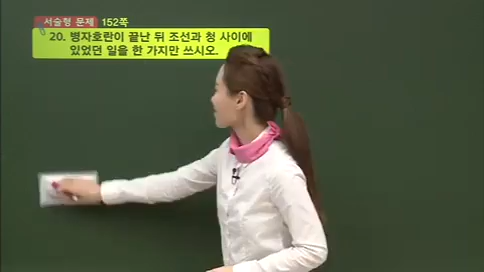 서술형 문제 152쪽
20. 병자호란이 끝난 뒤 조선과 청 사이에
있었던 일을 한 가지만 쓰시오.